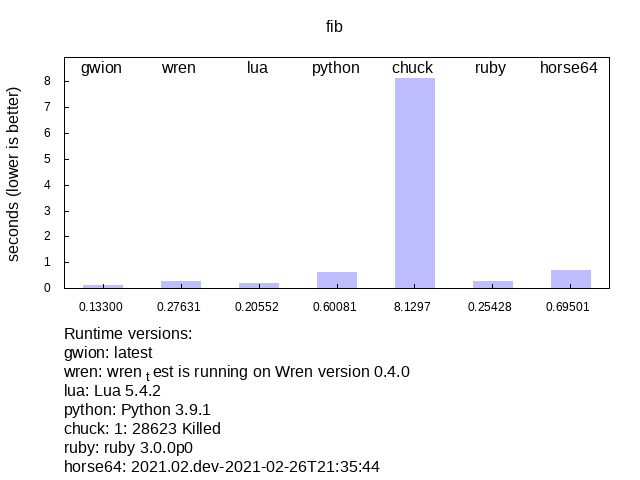 fib
gwion wren lua python chuck ruby horse64
seconds (lower is better)
8
7
6
5
4
3
2
1
0
0.13300 0.27631 0.20552 0.60081 8.1297 0.25428 0.69501
Runtime versions:
gwion: latest
wren: wren t est is running on Wren version 0.4.0
lua: Lua 5.4.2
python: Python 3.9.1
chuck: 1: 28623 Killed
ruby: ruby 3.0.0p0
horse64: 2021.02.dev-2021-02-26T21:35:44